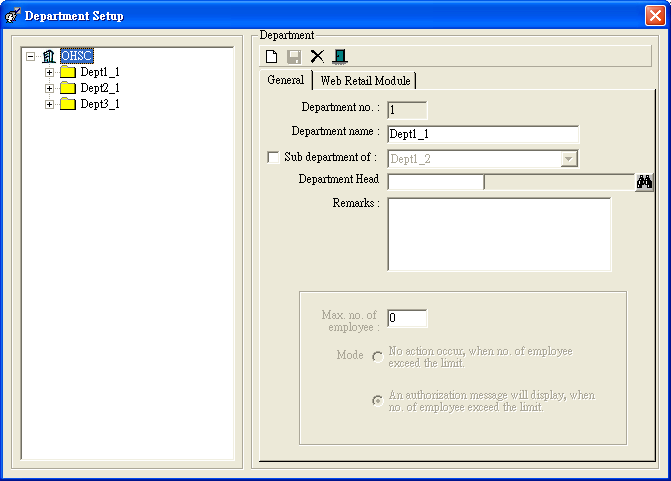 Department Setup
OHSC
Dept1_1
Dept2_1
Dept3_1
Department
General
Web Retail Module
Department no. :
1
Department name :
Dept1_1
Sub department of :
Dept1_2
Department Head
Remarks :
Max. no. of
employee :
0
Mode
No action occur, when no. of employee
exceed the limit.
An authorization message will display, when
no. of employee exceed the limit.